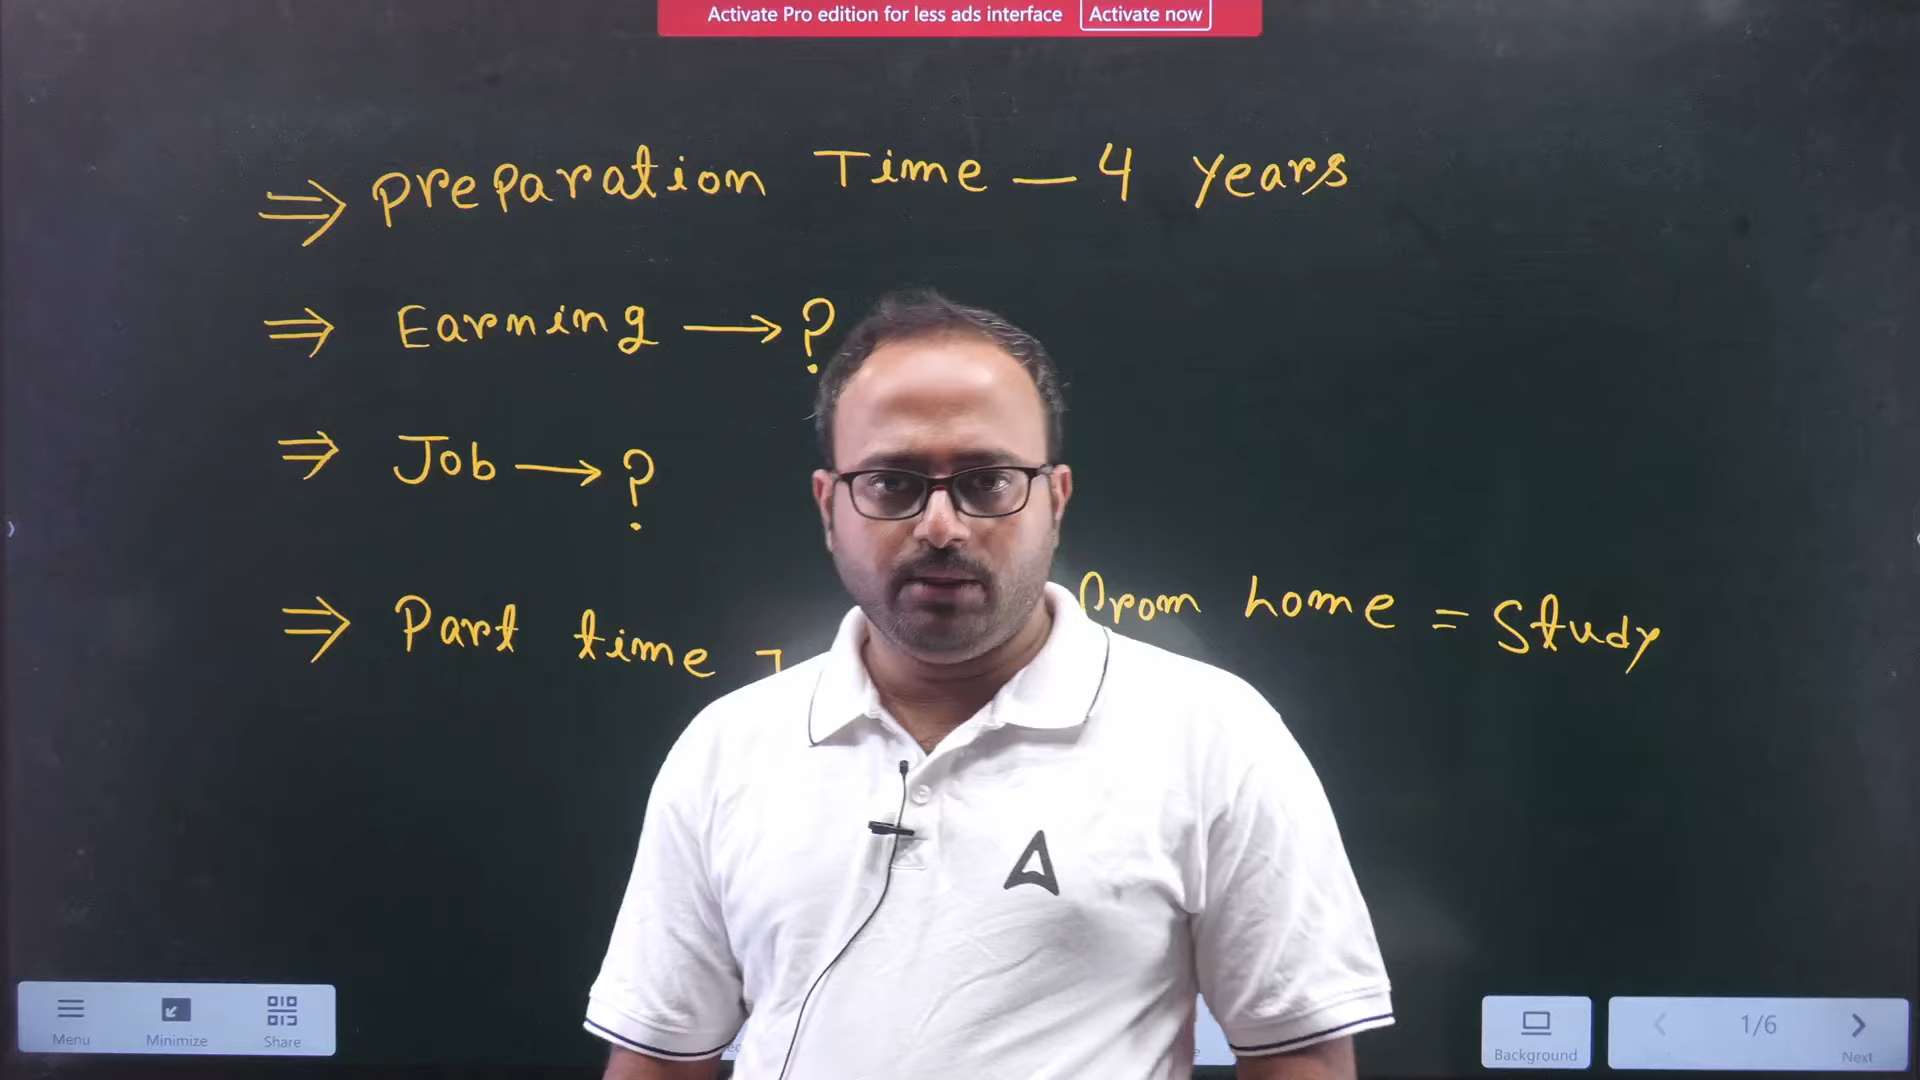 Activate Pro edition for less ads interface Activate now
⇒ Preparation Time — 4 years
⇒ Earning → ?
⇒ Job → ?
⇒ Part time from home = Study
Menu Minimize Share Background 1/6 Next